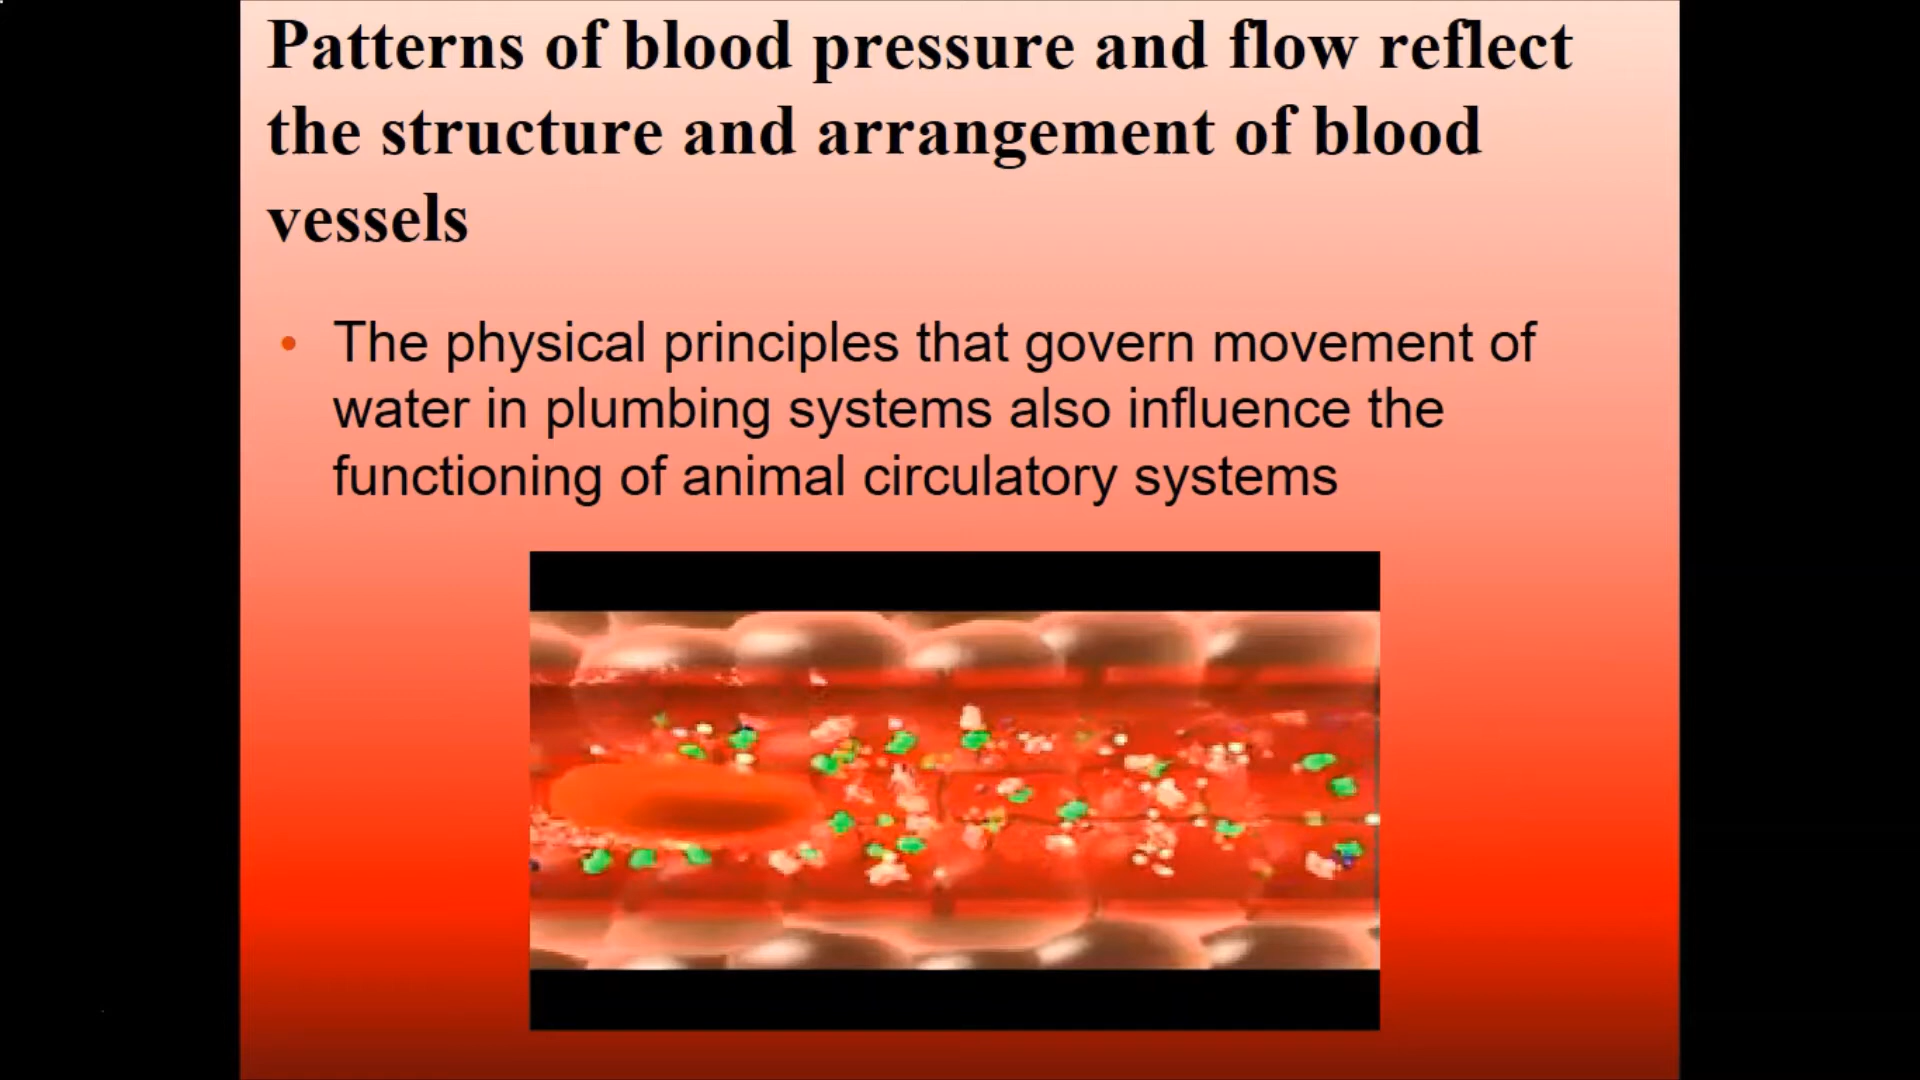 Patterns of blood pressure and flow reflect
the structure and arrangement of blood
vessels
• The physical principles that govern movement of
water in plumbing systems also influence the
functioning of animal circulatory systems